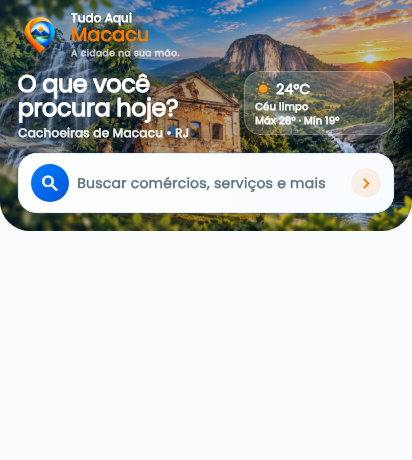 Tudo Aqui
Macacu
A cidade na sua mão.
O que você
procura hoje?
Cachoeiras de Macacu • RJ
24°C
Céu limpo
Máx 28° · Mín 19°
Buscar comércios, serviços e mais